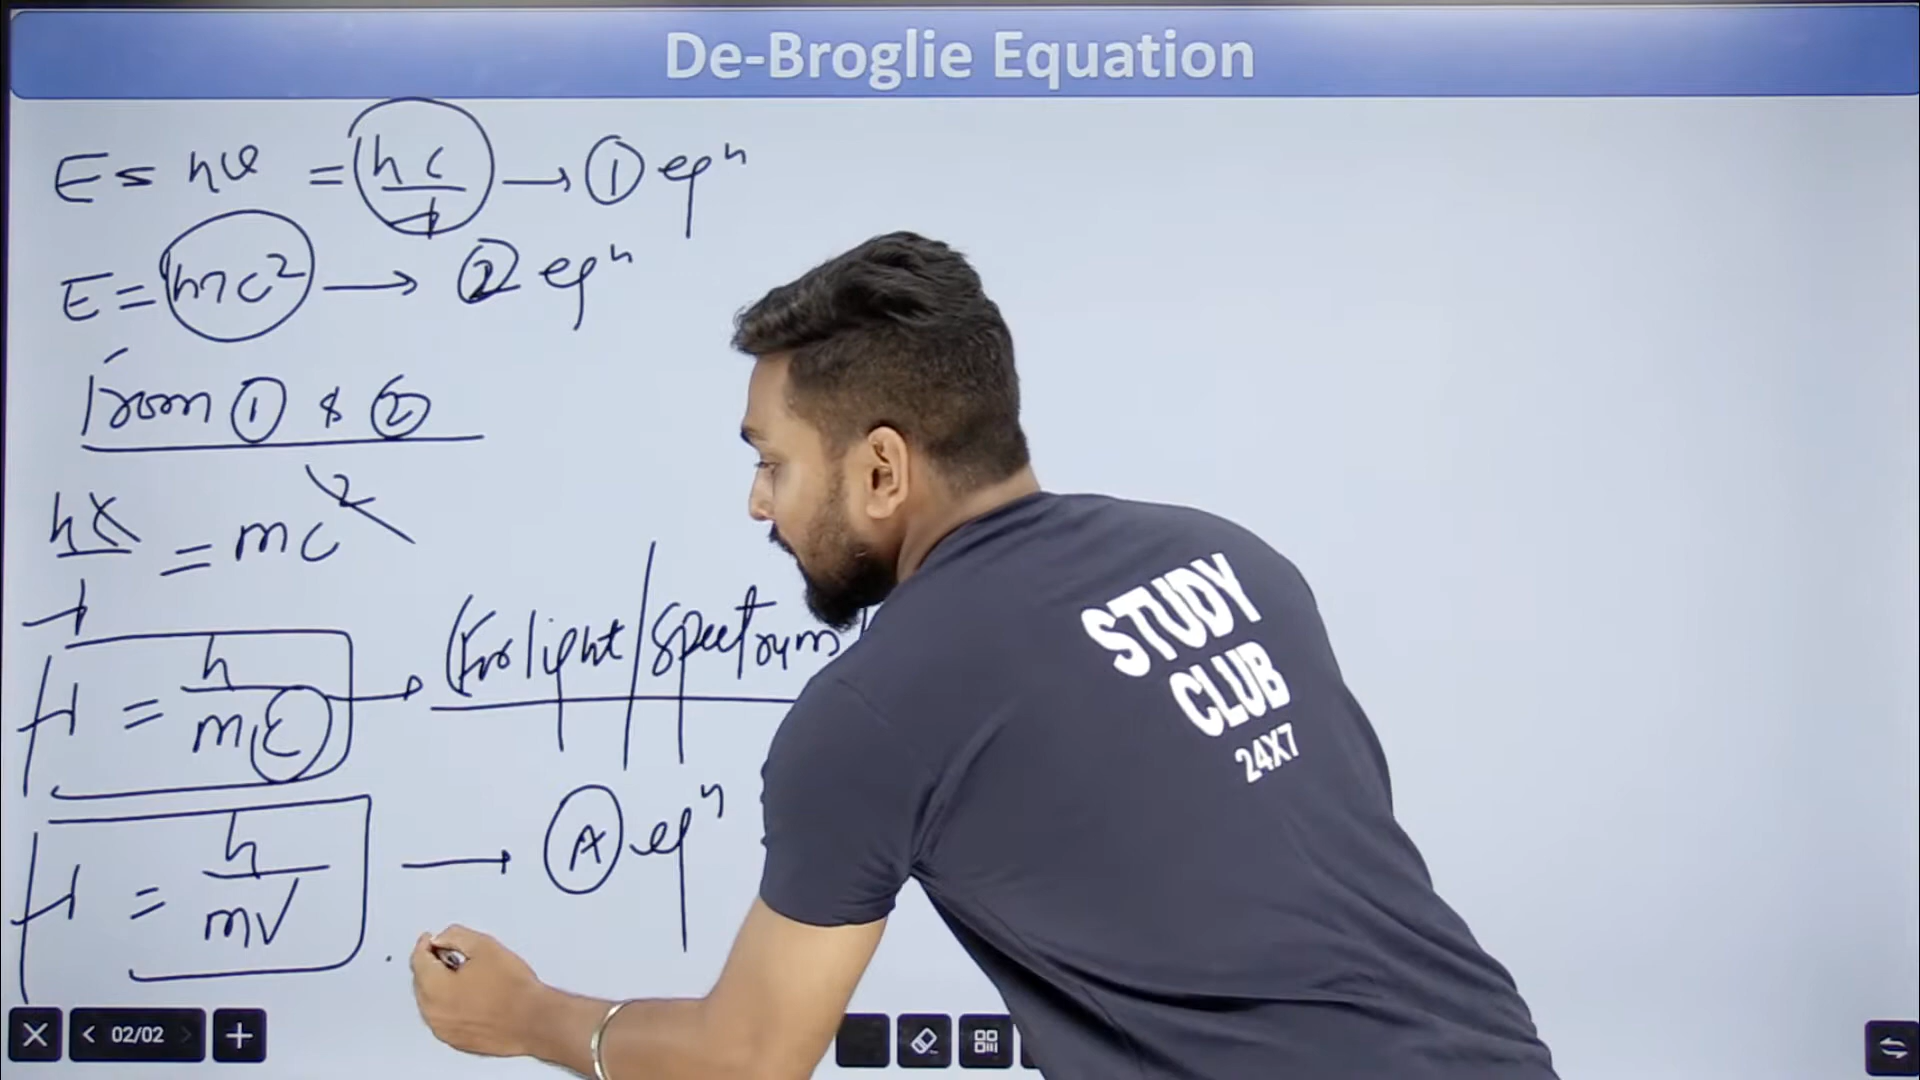 De-Broglie Equation
E = hν = hc/λ → ① eqⁿ
E = mc² → ② eqⁿ
From ① & ②
hc/λ = mc²
λ = h/mc → (For light/Spectrum
λ = h/mv → Ⓐ eqⁿ
STUDY
CLUB
24X7
02/02